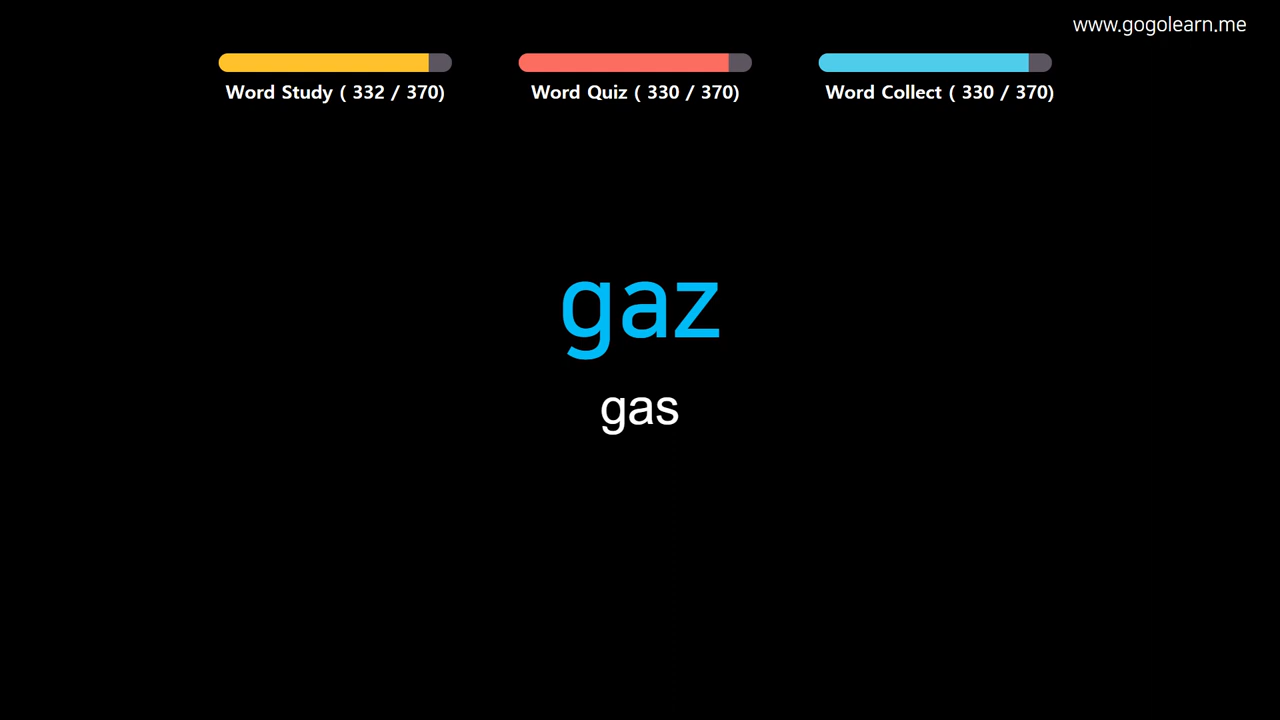 www.gogolearn.me
Word Study ( 332 / 370)
Word Quiz ( 330 / 370)
Word Collect ( 330 / 370)
gaz
gas